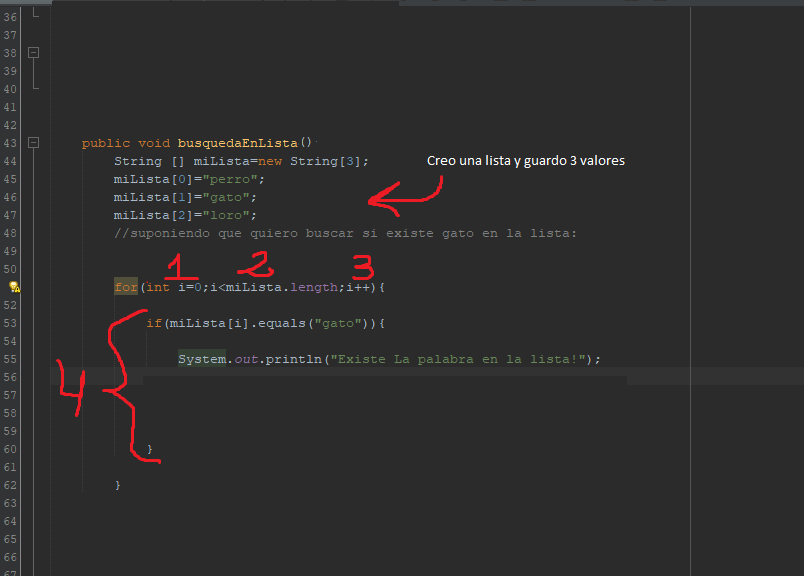 36
37
38
39
40
41
42
43 public void busquedaEnLista()
44 String [] miLista=new String[3]; Creo una lista y guardo 3 valores
45 miLista[0]="perro";
46 miLista[1]="gato";
47 miLista[2]="loro";
48 //suponiendo que quiero buscar si existe gato en la lista:
49
50
1 2 3
for(int i=0;i<miLista.length;i++){
52
53 if(miLista[i].equals("gato")){
54
55 System.out.println("Existe La palabra en la lista!");
56
4
57
58
59
60 }
61
62 }
63
64
65
66
67